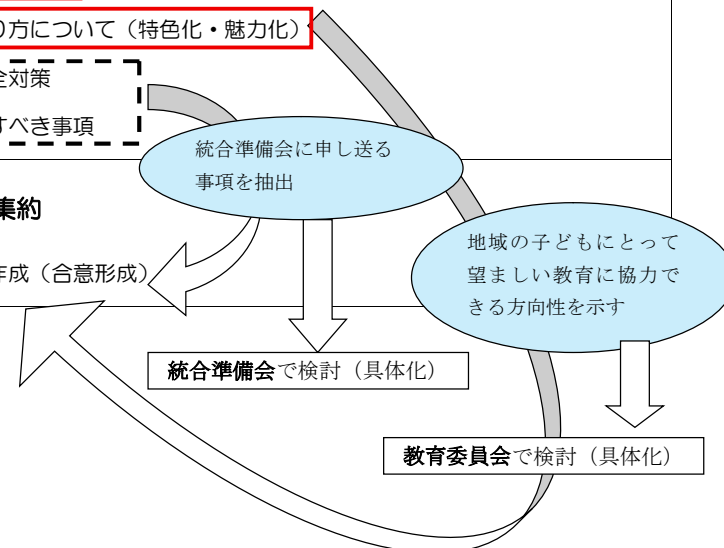 り方について（特色化・魅力化）
全対策
すべき事項
統合準備会に申し送る
事項を抽出
集約
作成（合意形成）
地域の子どもにとって
望ましい教育に協力で
きる方向性を示す
統合準備会で検討（具体化）
教育委員会で検討（具体化）